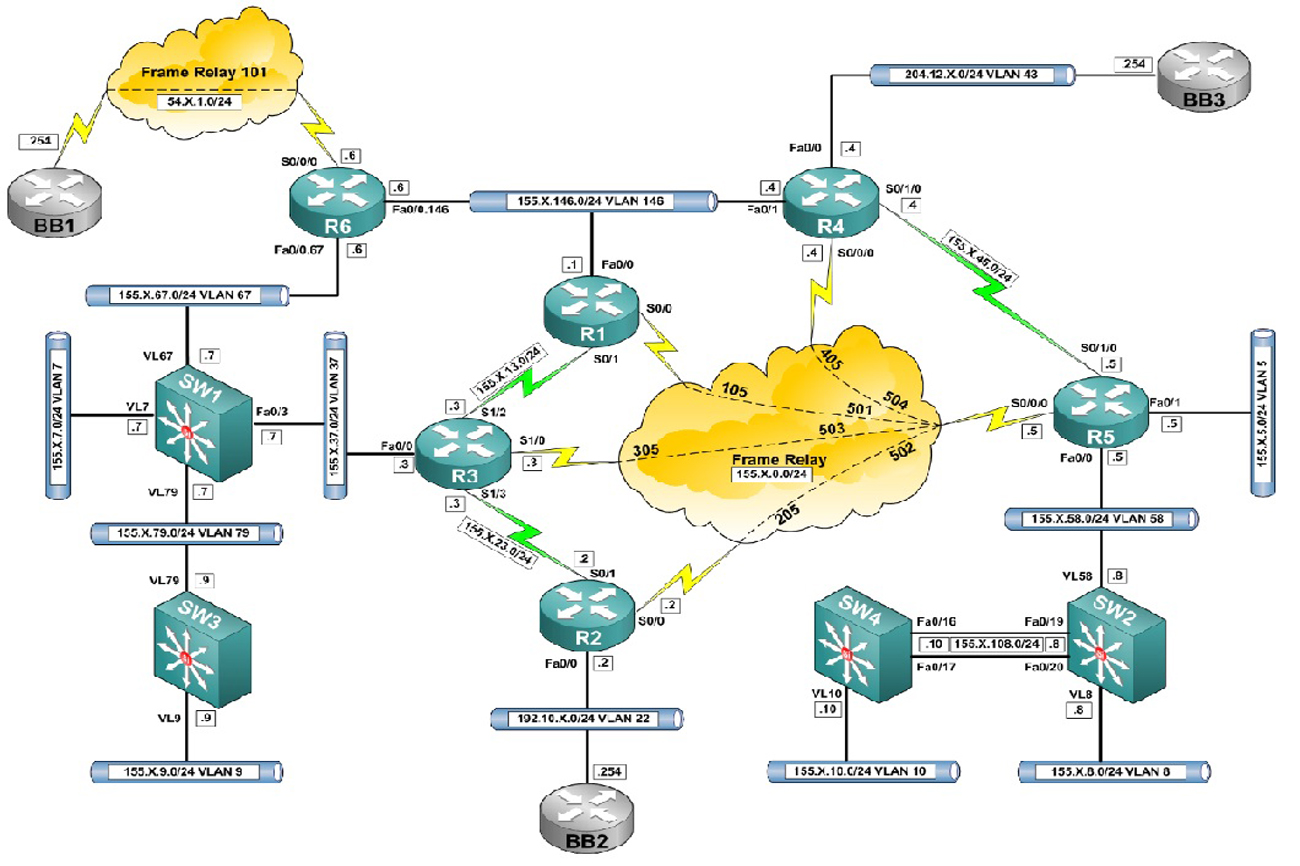 Frame Relay 101
54.X.1.0/24
.254
BB1
S0/0/0
.6
R6
.6
Fa0/0.146
Fa0/0.67
.6
155.X.146.0/24 VLAN 146
204.12.X.0/24 VLAN 43
.254
BB3
Fa0/0
.4
.4
Fa0/1
R4
S0/1/0
.4
.4
S0/0/0
155.X.45.0/24
.1
Fa0/0
R1
S0/0
S0/1
155.X.13.0/24
155.X.67.0/24 VLAN 67
VL67
.7
SW1
155.X.7.0/24 VLAN 7
VL7
.7
Fa0/3
.7
155.X.37.0/24 VLAN 37
VL79
.7
Fa0/0
.3
.3
S1/2
R3
S1/0
.3
.3
S1/3
155.X.23.0/24
405
504
105
501
503
305
502
205
Frame Relay
155.X.0.0/24
S0/1/0
.5
S0/0/0
.5
R5
Fa0/1
.5
Fa0/0
.5
155.X.5.0/24 VLAN 5
155.X.58.0/24 VLAN 58
VL58
.8
SW2
155.X.79.0/24 VLAN 79
VL79
.9
SW3
VL9
.9
155.X.9.0/24 VLAN 9
.2
S0/1
R2
.2
S0/0
Fa0/0
.2
192.10.X.0/24 VLAN 22
.254
BB2
SW4
Fa0/16
Fa0/19
.10
155.X.108.0/24
.8
Fa0/17
Fa0/20
VL10
.10
VL8
.8
155.X.10.0/24 VLAN 10
155.X.8.0/24 VLAN 8